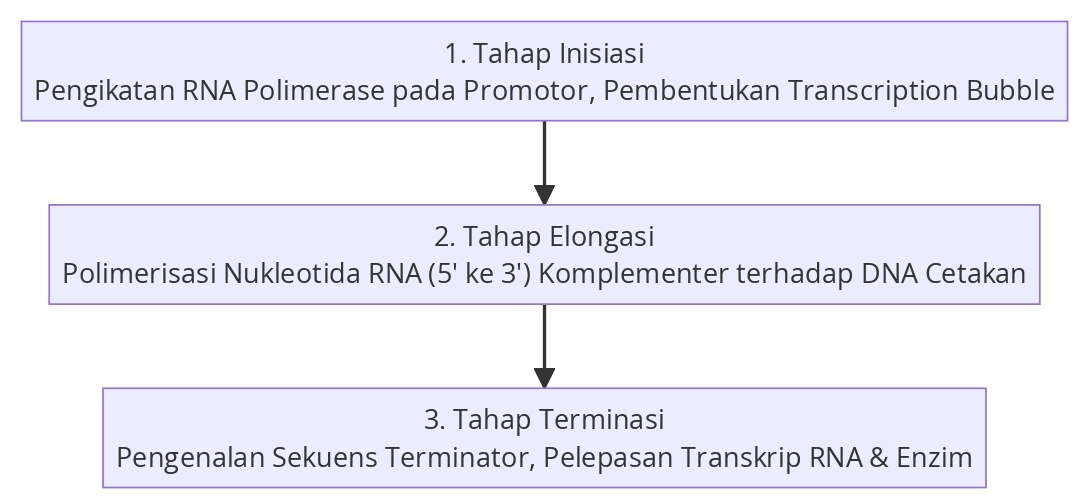 1. Tahap Inisiasi
Pengikatan RNA Polimerase pada Promotor, Pembentukan Transcription Bubble
2. Tahap Elongasi
Polimerisasi Nukleotida RNA (5' ke 3') Komplementer terhadap DNA Cetakan
3. Tahap Terminasi
Pengenalan Sekuens Terminator, Pelepasan Transkrip RNA & Enzim